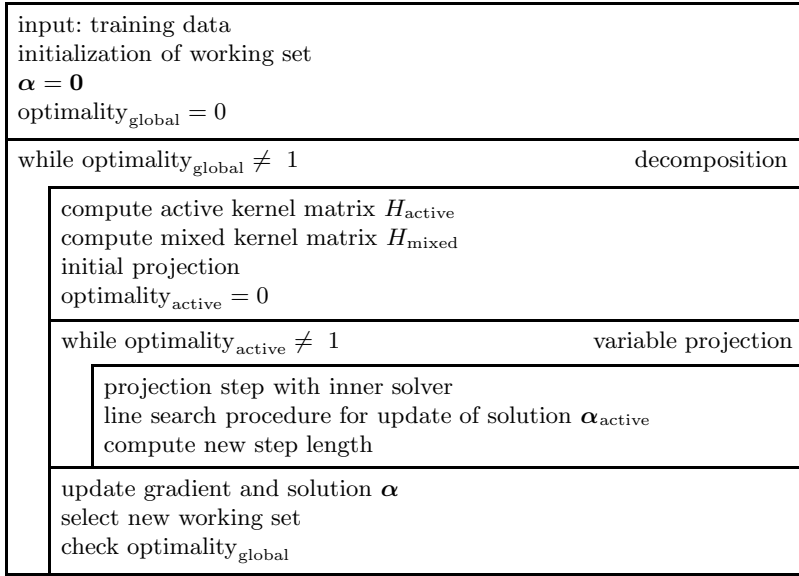 input: training data
initialization of working set
α = 0
optimality_global = 0
while optimality_global ≠ 1 decomposition
compute active kernel matrix H_active
compute mixed kernel matrix H_mixed
initial projection
optimality_active = 0
while optimality_active ≠ 1 variable projection
projection step with inner solver
line search procedure for update of solution α_active
compute new step length
update gradient and solution α
select new working set
check optimality_global